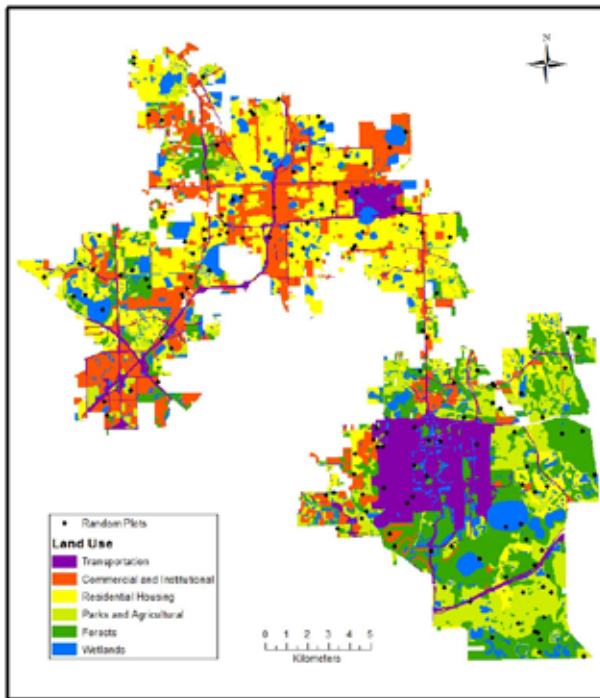 N
Random Plots
Land Use
Transportation
Commercial and Institutional
Residential Housing
Parks and Agricultural
Forests
Wetlands
0 1 2 3 4 5
Kilometers